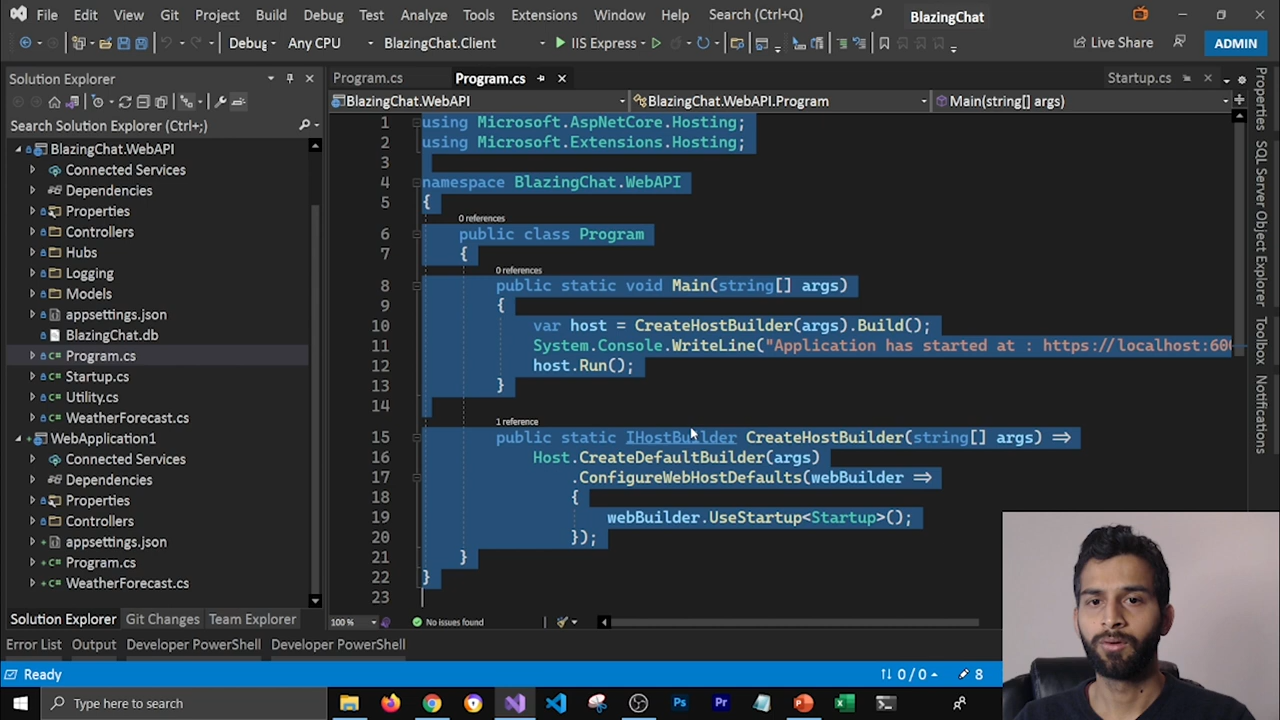 File Edit View Git Project Build Debug Test Analyze Tools Extensions Window Help Search (Ctrl+Q) BlazingChat
Debug Any CPU BlazingChat.Client IIS Express Live Share ADMIN
Solution Explorer
Search Solution Explorer (Ctrl+;)
BlazingChat.WebAPI
Connected Services
Dependencies
Properties
Controllers
Hubs
Logging
Models
appsettings.json
BlazingChat.db
C# Program.cs
C# Startup.cs
C# Utility.cs
C# WeatherForecast.cs
WebApplication1
Connected Services
Dependencies
Properties
Controllers
appsettings.json
C# Program.cs
C# WeatherForecast.cs
Solution Explorer Git Changes Team Explorer
Program.cs Program.cs Startup.cs
BlazingChat.WebAPI BlazingChat.WebAPI.Program Main(string[] args)
1 using Microsoft.AspNetCore.Hosting;
2 using Microsoft.Extensions.Hosting;
3
4 namespace BlazingChat.WebAPI
5 {
0 references
6 public class Program
7 {
0 references
8 public static void Main(string[] args)
9 {
10 var host = CreateHostBuilder(args).Build();
11 System.Console.WriteLine("Application has started at : https://localhost:600
12 host.Run();
13 }
14
1 reference
15 public static IHostBuilder CreateHostBuilder(string[] args) =>
16 Host.CreateDefaultBuilder(args)
17 .ConfigureWebHostDefaults(webBuilder =>
18 {
19 webBuilder.UseStartup<Startup>();
20 });
21 }
22 }
23
100 % No issues found
Properties
SQL Server Object Explorer
Toolbox
Notifications
Error List Output Developer PowerShell Developer PowerShell
Ready 0 / 0 8
Type here to search